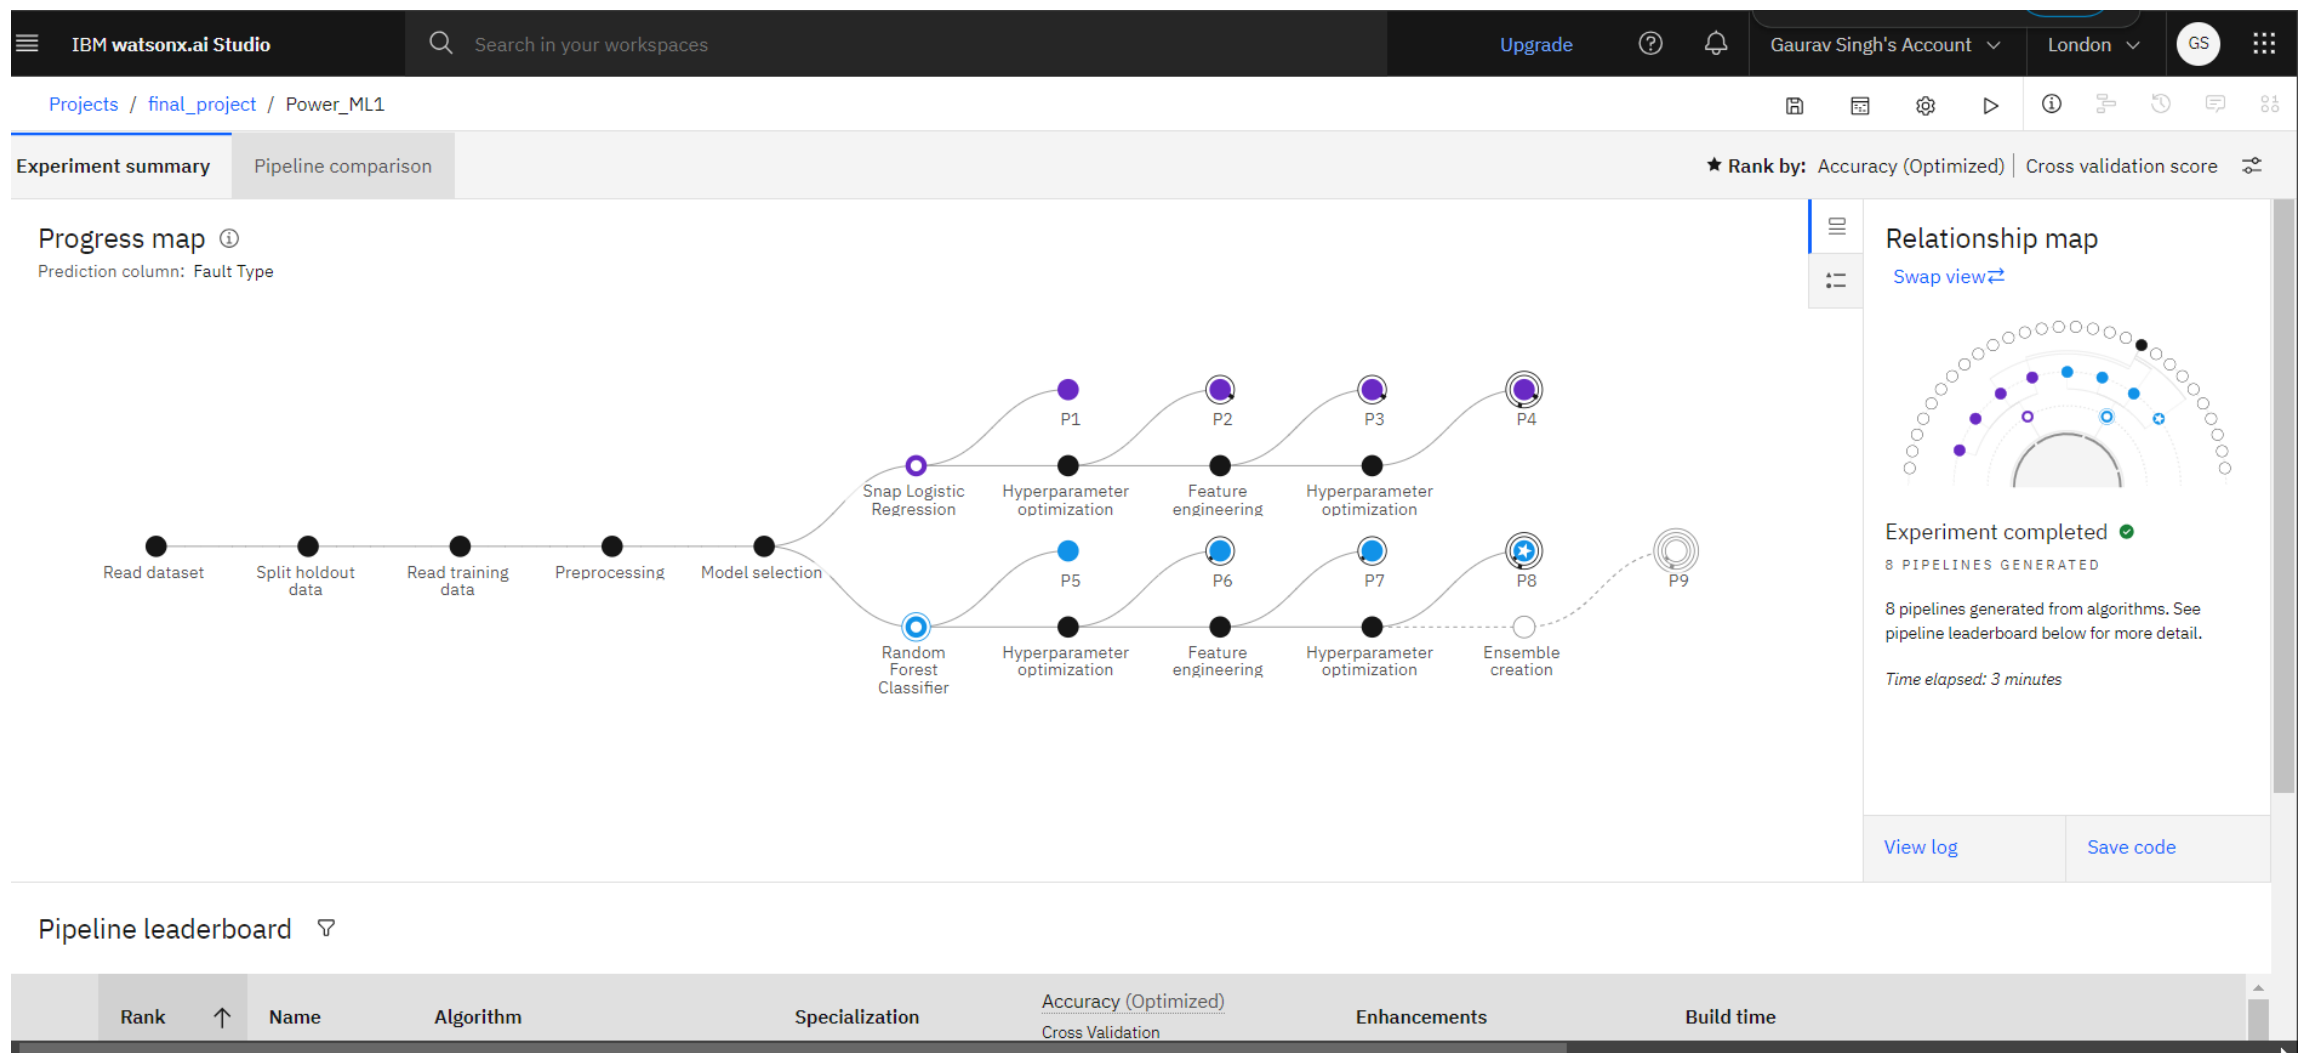 IBM watsonx.ai Studio
Search in your workspaces
Upgrade
Gaurav Singh's Account
London
GS
Projects / final_project / Power_ML1
Experiment summary
Pipeline comparison
Rank by: Accuracy (Optimized) | Cross validation score
Progress map
Prediction column: Fault Type
P1
P2
P3
P4
Snap Logistic
Regression
Hyperparameter
optimization
Feature
engineering
Hyperparameter
optimization
Read dataset
Split holdout
data
Read training
data
Preprocessing
Model selection
P5
P6
P7
P8
P9
Random
Forest
Classifier
Hyperparameter
optimization
Feature
engineering
Hyperparameter
optimization
Ensemble
creation
Relationship map
Swap view
Experiment completed
8 PIPELINES GENERATED
8 pipelines generated from algorithms. See
pipeline leaderboard below for more detail.
Time elapsed: 3 minutes
View log
Save code
Pipeline leaderboard
Rank
Name
Algorithm
Specialization
Accuracy (Optimized)
Cross Validation
Enhancements
Build time